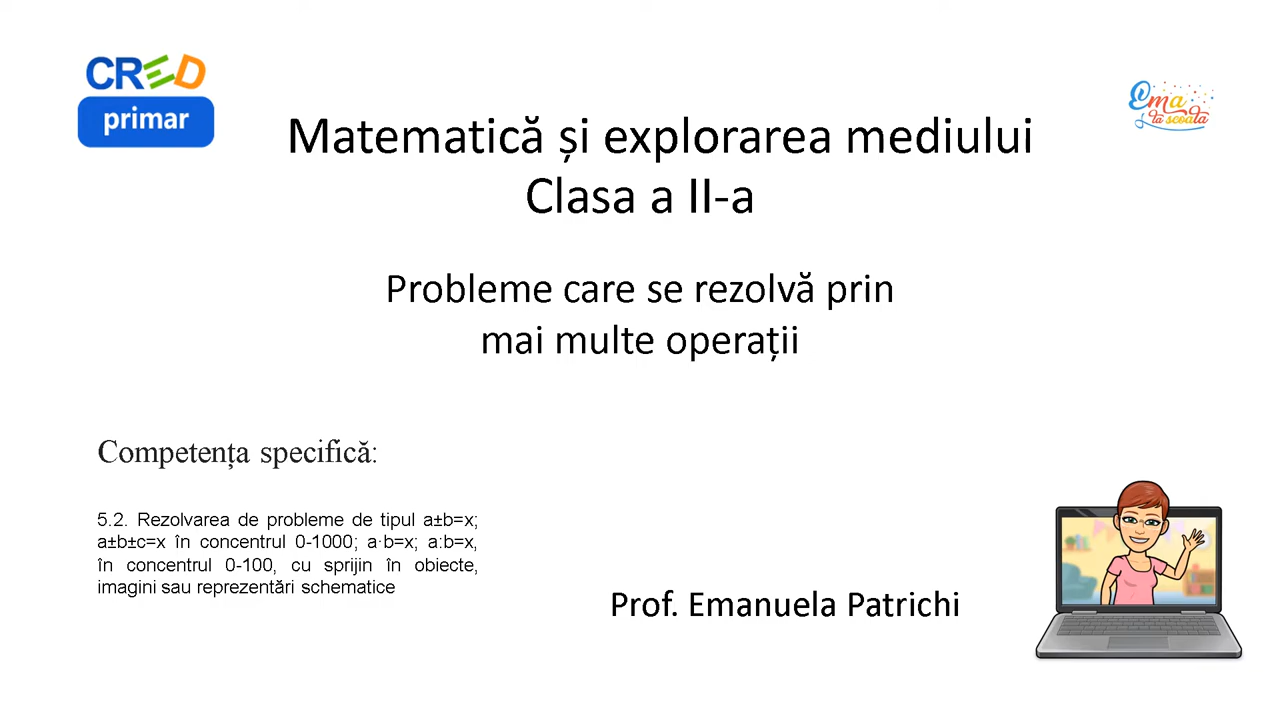 CRED
primar
Ema
la scoala
Matematică și explorarea mediului
Clasa a II-a
Probleme care se rezolvă prin
mai multe operații
Competența specifică:
5.2. Rezolvarea de probleme de tipul a±b=x;
a±b±c=x în concentrul 0-1000; a·b=x; a:b=x,
în concentrul 0-100, cu sprijin în obiecte,
imagini sau reprezentări schematice
Prof. Emanuela Patrichi